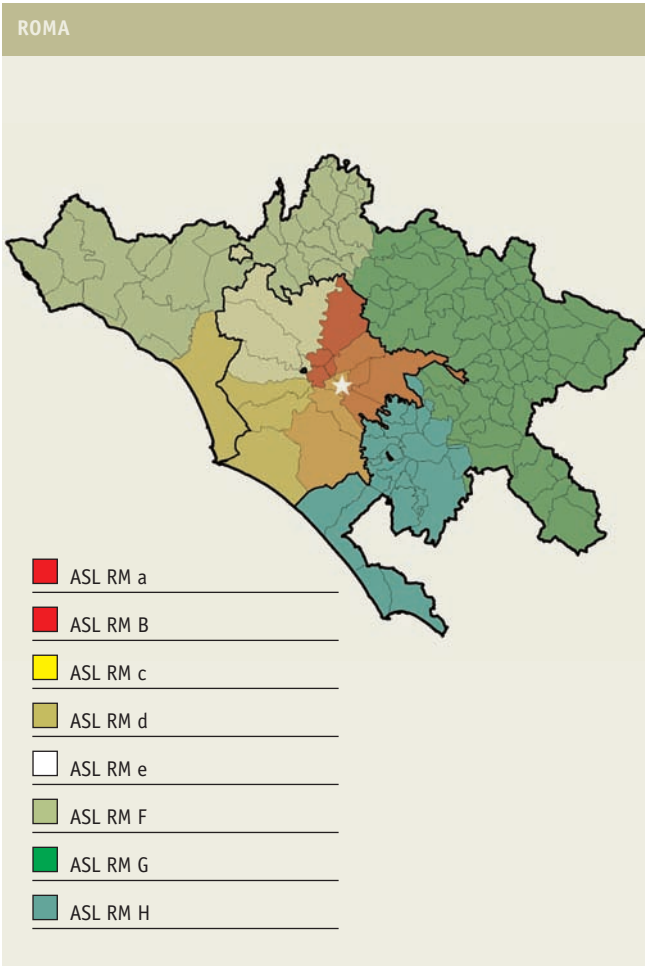 ROMA
ASL RM a
ASL RM B
ASL RM c
ASL RM d
ASL RM e
ASL RM F
ASL RM G
ASL RM H